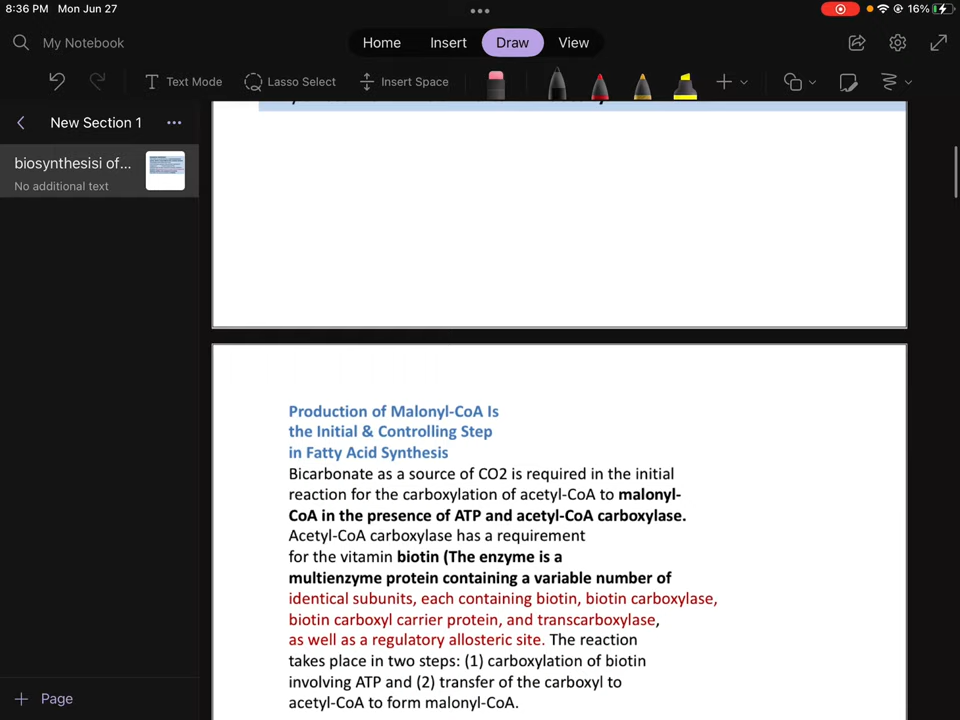 8:36 PM Mon Jun 27
16%
My Notebook
Home Insert Draw View
Text Mode Lasso Select Insert Space
New Section 1
biosynthesisi of...
No additional text
Production of Malonyl-CoA Is
the Initial & Controlling Step
in Fatty Acid Synthesis
Bicarbonate as a source of CO2 is required in the initial
reaction for the carboxylation of acetyl-CoA to malonyl-
CoA in the presence of ATP and acetyl-CoA carboxylase.
Acetyl-CoA carboxylase has a requirement
for the vitamin biotin (The enzyme is a
multienzyme protein containing a variable number of
identical subunits, each containing biotin, biotin carboxylase,
biotin carboxyl carrier protein, and transcarboxylase,
as well as a regulatory allosteric site. The reaction
takes place in two steps: (1) carboxylation of biotin
involving ATP and (2) transfer of the carboxyl to
acetyl-CoA to form malonyl-CoA.
Page